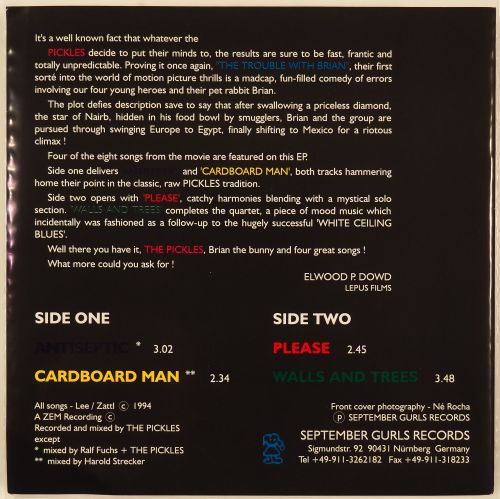 It's a well known fact that whatever the
PICKLES decide to put their minds to, the results are sure to be fast, frantic and
totally unpredictable. Proving it once again, "THE TROUBLE WITH BRIAN", their first
sorté into the world of motion picture thrills is a madcap, fun-filled comedy of errors
involving our four young heroes and their pet rabbit Brian.
The plot defies description save to say that after swallowing a priceless diamond,
the star of Nairb, hidden in his food bowl by smugglers, Brian and the group are
pursued through swinging Europe to Egypt, finally shifting to Mexico for a riotous
climax !
Four of the eight songs from the movie are featured on this EP.
Side one delivers and 'CARDBOARD MAN', both tracks hammering
home their point in the classic, raw PICKLES tradition.
Side two opens with 'PLEASE', catchy harmonies blending with a mystical solo
section. 'WALLS AND TREES' completes the quartet, a piece of mood music which
incidentally was fashioned as a follow-up to the hugely successful 'WHITE CEILING
BLUES'.
Well there you have it, THE PICKLES, Brian the bunny and four great songs !
What more could you ask for !
ELWOOD P. DOWD
LEPUS FILMS
SIDE ONE
ANTISEPTIC * 3.02
CARDBOARD MAN ** 2.34
SIDE TWO
PLEASE 2.45
WALLS AND TREES 3.48
All songs - Lee / Zattl © 1994
A ZEM Recording ©
Recorded and mixed by THE PICKLES
except
* mixed by Ralf Fuchs + THE PICKLES
** mixed by Harold Strecker
Front cover photography - Né Rocha
℗ SEPTEMBER GURLS RECORDS
SEPTEMBER GURLS RECORDS
Sigmundstr. 92 90431 Nürnberg Germany
Tel +49-911-3262182 Fax +49-911-318233